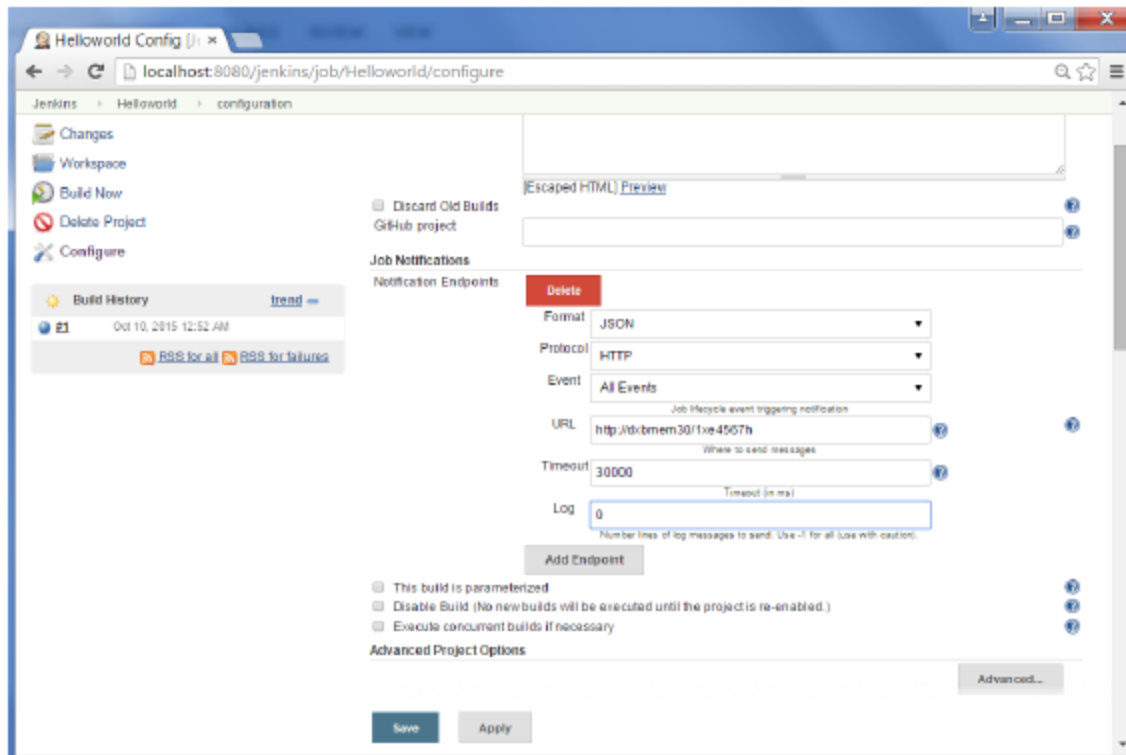 Helloworld Config [J
localhost:8080/jenkins/job/Helloworld/configure
Jenkins Helloworld configuration
Changes
Workspace
Build Now
Delete Project
Configure
Build History trend
#1 Oct 10, 2015 12:52 AM
RSS for all RSS for failures
[Escaped HTML] Preview
Discard Old Builds
GitHub project
Job Notifications
Notification Endpoints
Delete
Format JSON
Protocol HTTP
Event All Events
Job lifecycle event triggering notification
URL http://dxbmem30/1xe4567h
Where to send messages
Timeout 30000
Timeout (in ms)
Log 0
Number lines of log messages to send. Use -1 for all (use with caution).
Add Endpoint
This build is parameterized
Disable Build (No new builds will be executed until the project is re-enabled.)
Execute concurrent builds if necessary
Advanced Project Options
Advanced...
Save Apply